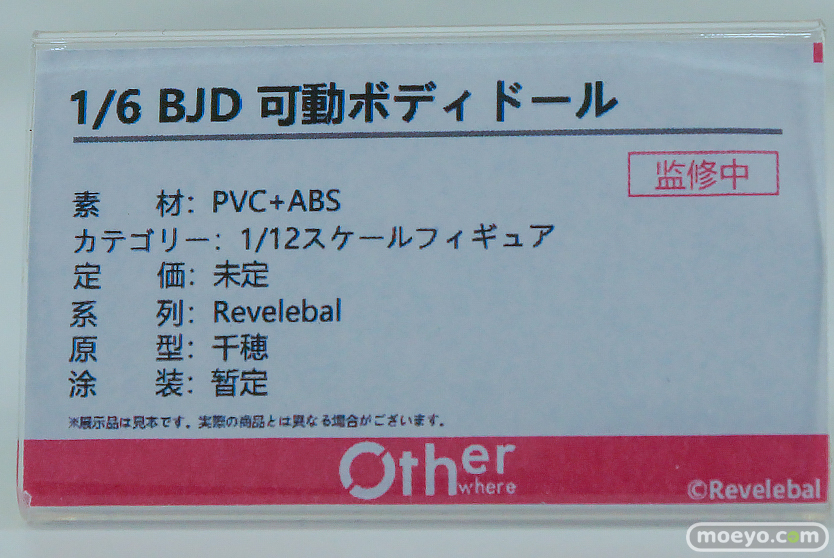 1/6 BJD 可動ボディドール
监修中
素 材: PVC+ABS
カテゴリー: 1/12スケールフィギュア
定 価: 未定
系 列: Revelebal
原 型: 千穂
涂 装: 暂定
※展示品は見本です。実際の商品とは異なる場合がございます。
Other
where
©Revelebal
moeyo.com